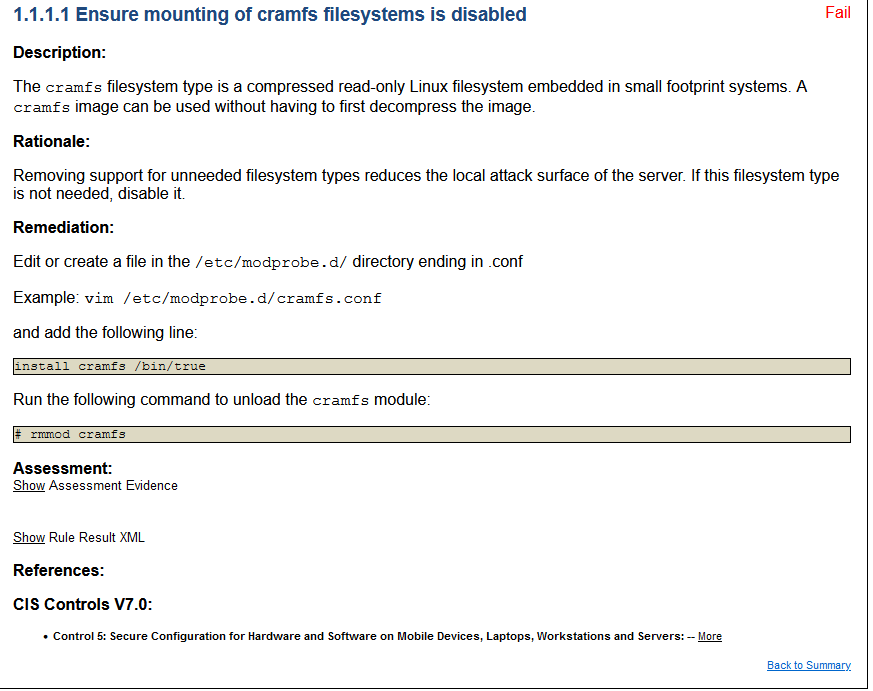 1.1.1.1 Ensure mounting of cramfs filesystems is disabled
Fail
Description:
The cramfs filesystem type is a compressed read-only Linux filesystem embedded in small footprint systems. A
cramfs image can be used without having to first decompress the image.
Rationale:
Removing support for unneeded filesystem types reduces the local attack surface of the server. If this filesystem type
is not needed, disable it.
Remediation:
Edit or create a file in the /etc/modprobe.d/ directory ending in .conf
Example: vim /etc/modprobe.d/cramfs.conf
and add the following line:
install cramfs /bin/true
Run the following command to unload the cramfs module:
# rmmod cramfs
Assessment:
Show Assessment Evidence
Show Rule Result XML
References:
CIS Controls V7.0:
• Control 5: Secure Configuration for Hardware and Software on Mobile Devices, Laptops, Workstations and Servers: -- More
Back to Summary